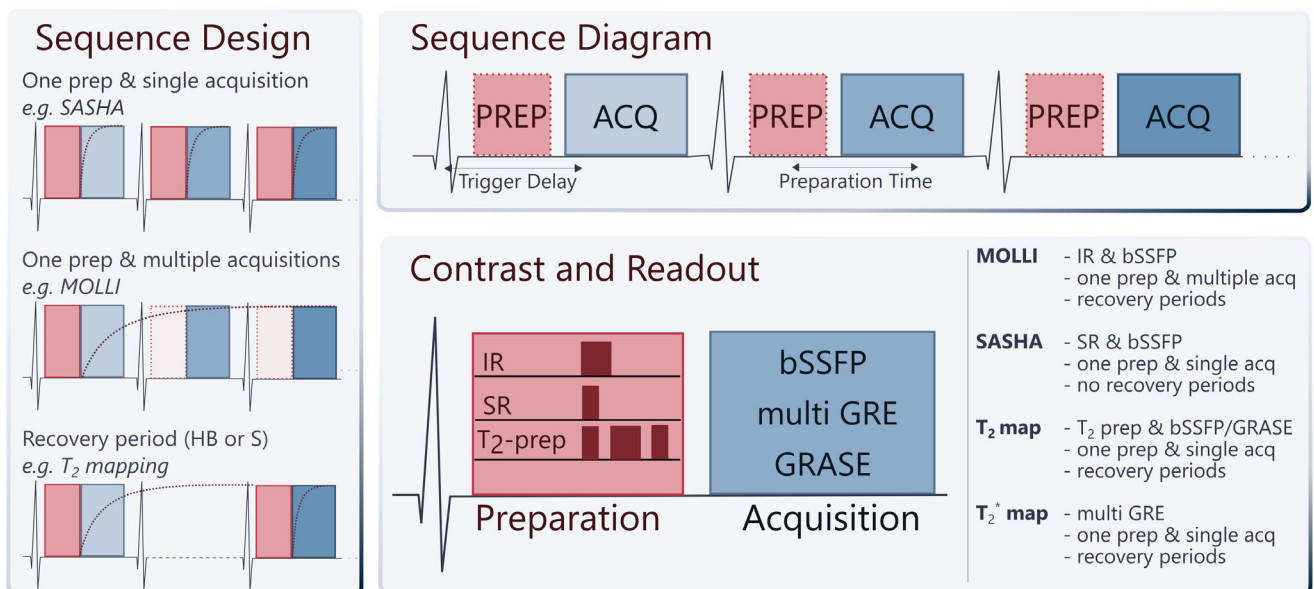 Sequence Design
One prep & single acquisition
e.g. SASHA
One prep & multiple acquisitions
e.g. MOLLI
Recovery period (HB or S)
e.g. T₂ mapping
Sequence Diagram
PREP ACQ PREP ACQ PREP ACQ
Trigger Delay Preparation Time
Contrast and Readout
IR
SR
T₂-prep
Preparation
bSSFP
multi GRE
GRASE
Acquisition
MOLLI - IR & bSSFP
- one prep & multiple acq
- recovery periods
SASHA - SR & bSSFP
- one prep & single acq
- no recovery periods
T₂ map - T₂ prep & bSSFP/GRASE
- one prep & single acq
- recovery periods
T₂* map - multi GRE
- one prep & single acq
- recovery periods